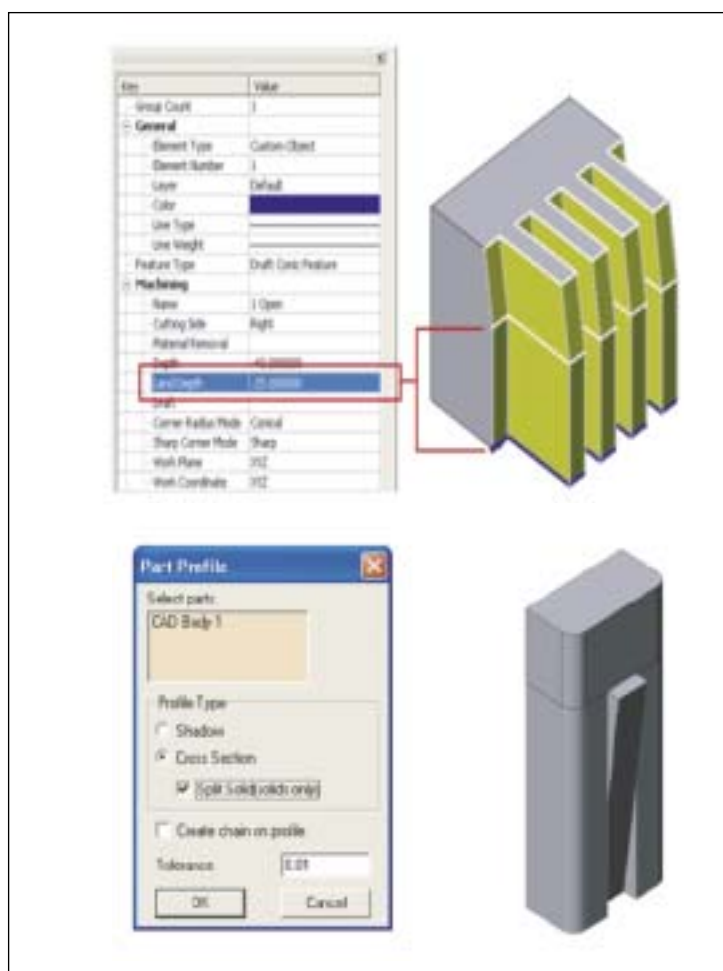 Key Value
Group Count 1
General
Element Type Custom Object
Element Number 1
Layer Default
Color
Line Type
Line Weight
Feature Type Draft Conic Feature
Machining
Name 1 Open
Cutting Side Right
Material Removal
Depth
Land Depth
Draft
Corner Radius Mode Conical
Sharp Corner Mode Sharp
Work Plane XYZ
Work Coordinate XYZ
Part Profile
Select parts
CAD Body 1
Profile Type
Shadow
Cross Section
Split Solid(solids only)
Create chain on profile
Tolerance 0.01
OK Cancel